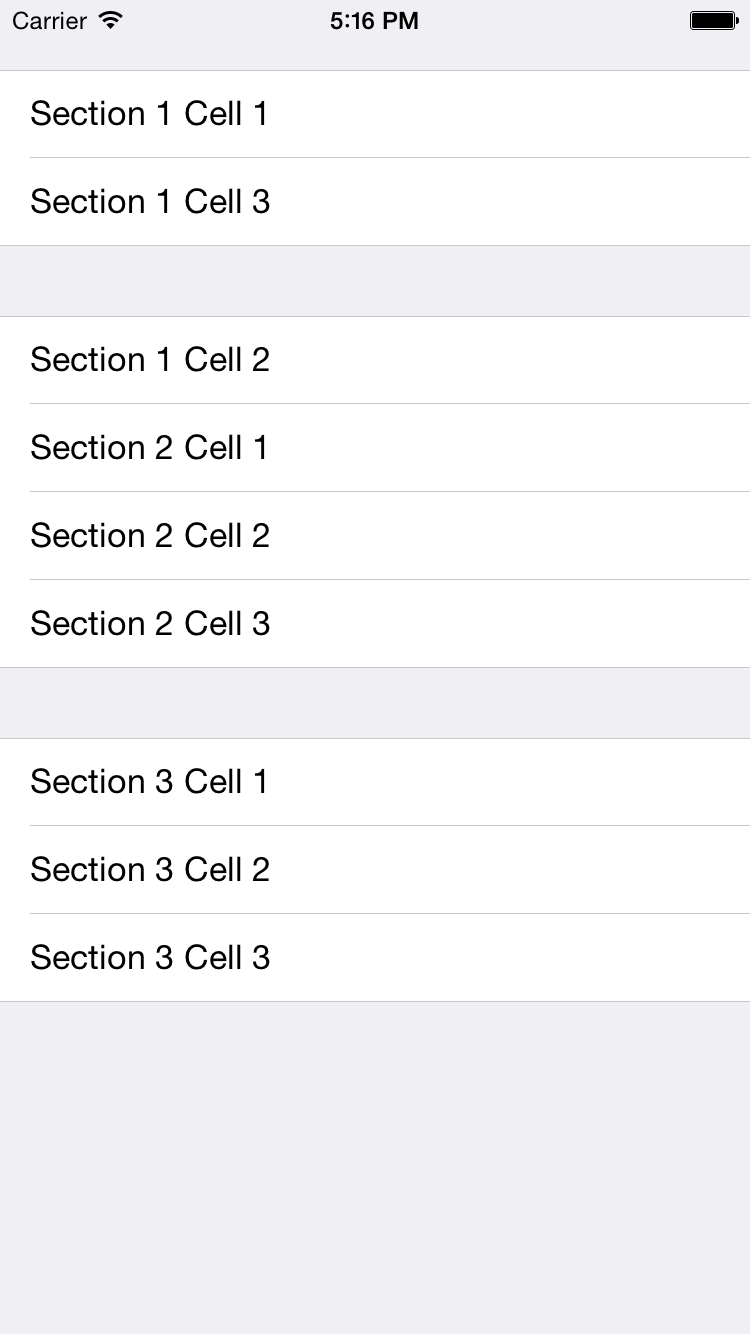 Carrier 5:16 PM
Section 1 Cell 1
Section 1 Cell 3
Section 1 Cell 2
Section 2 Cell 1
Section 2 Cell 2
Section 2 Cell 3
Section 3 Cell 1
Section 3 Cell 2
Section 3 Cell 3